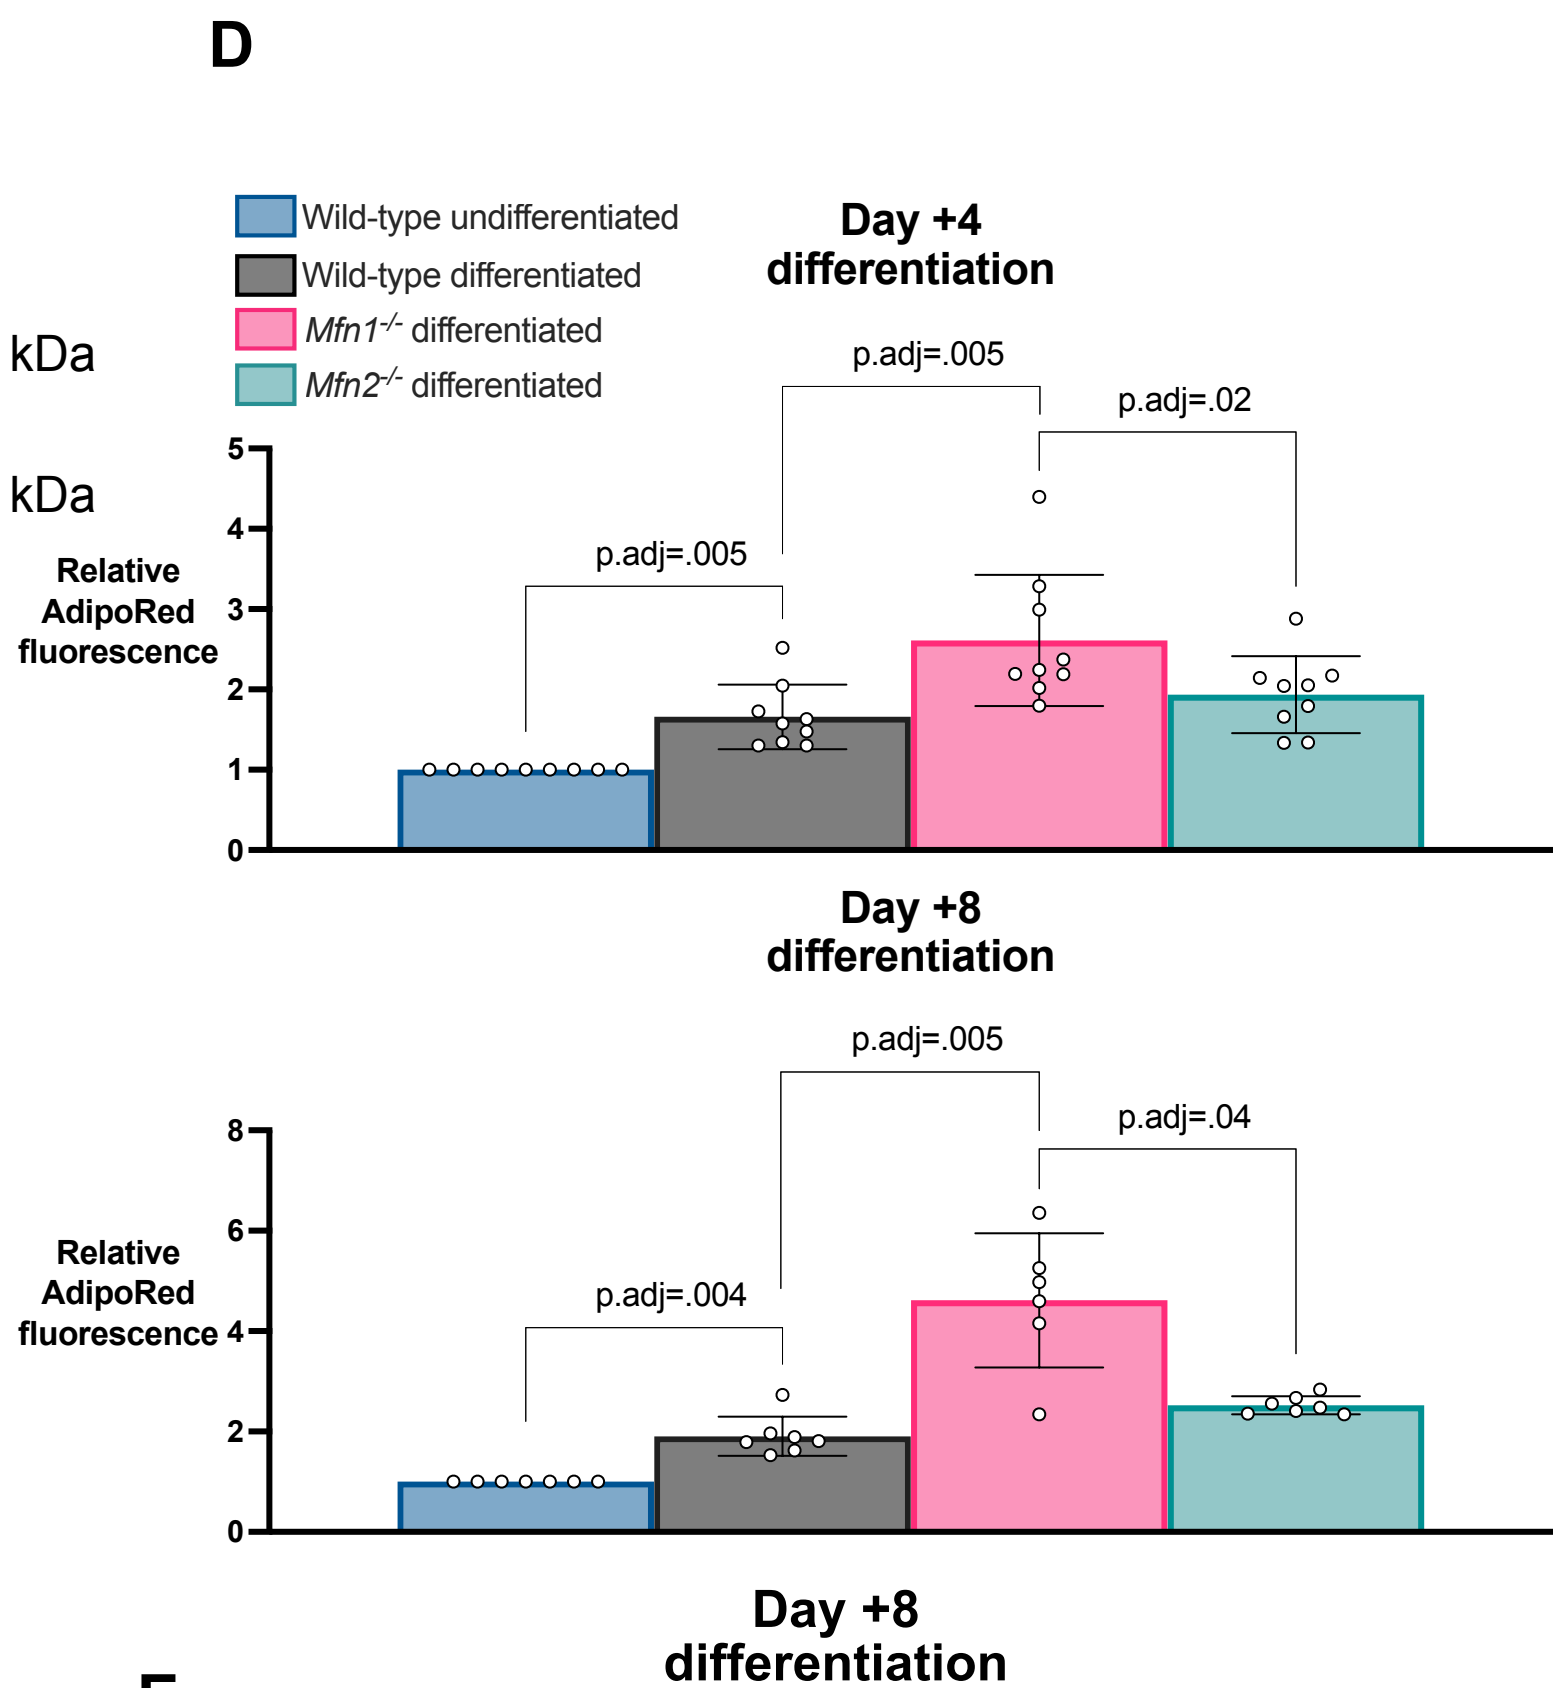 D
Wild-type undifferentiated
Wild-type differentiated
Mfn1-/- differentiated
Mfn2-/- differentiated
Day +4
differentiation
kDa
kDa
p.adj=.005
p.adj=.02
p.adj=.005
5
4
3
2
1
0
Relative
AdipoRed
fluorescence
Day +8
differentiation
p.adj=.005
p.adj=.04
p.adj=.004
8
6
4
2
0
Relative
AdipoRed
fluorescence
Day +8
differentiation